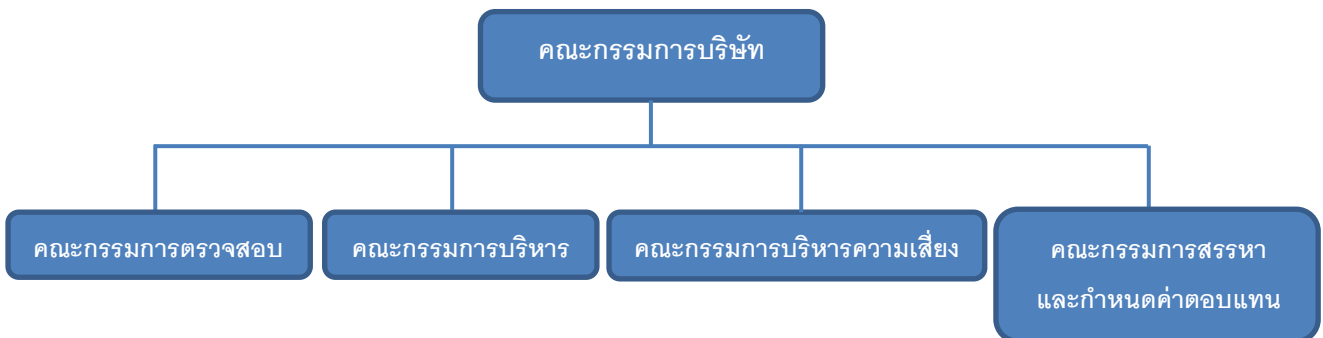 คณะกรรมการบริษัท
คณะกรรมการตรวจสอบ
คณะกรรมการบริหาร
คณะกรรมการบริหารความเสี่ยง
คณะกรรมการสรรหา
และกำหนดค่าตอบแทน